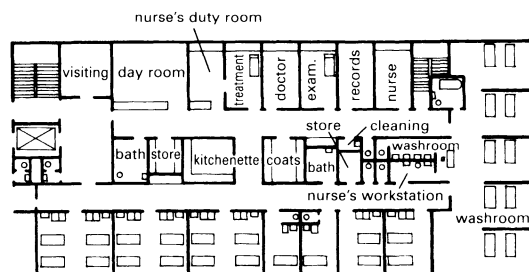 nurse's duty room
visiting
day room
treatment
doctor
exam.
records
nurse
store
cleaning
bath
store
kitchenette
coats
bath
washroom
nurse's workstation
washroom